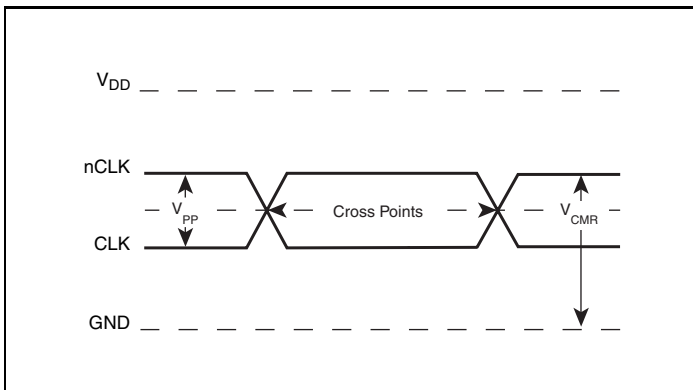 VDD
nCLK
VPP
Cross Points
VCMR
CLK
GND